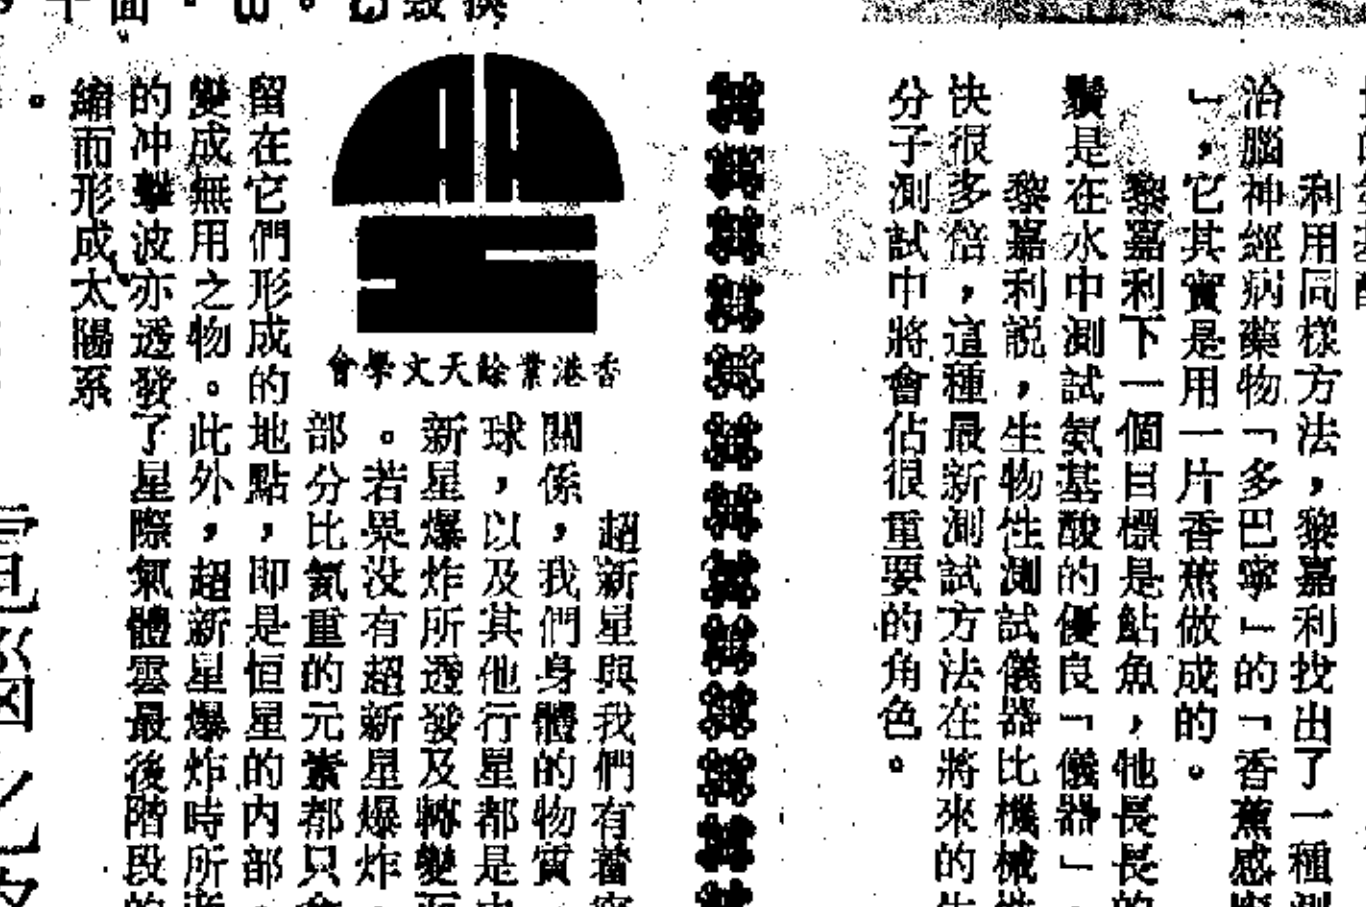 利用同樣方法，黎嘉利找出了一種測
治腦神經病藥物「多巴寧」的「香蕉感
」，它其實是用一片香蕉做成的。
黎嘉利下一個目標是鮎魚，牠長長的
鬚是在水中測試氨基酸的優良「儀器」
黎嘉利説，生物性測試儀器比機械性
快很多倍，這種最新測試方法在將來的生
分子測試中將會佔很重要的角色。
香港業餘天文學會
超新星與我們有著
關係，我們身體的物質
球，以及其他行星都是由
新星爆炸所透發及轉變而
。若果没有超新星爆炸，
部分比氦重的元素都只會
留在它們形成的地點，即是恒星的內部，
變成無用之物。此外，超新星爆炸時所
的冲擊波亦透發了星際氣體雲最後階段的
縮而形成太陽系
。